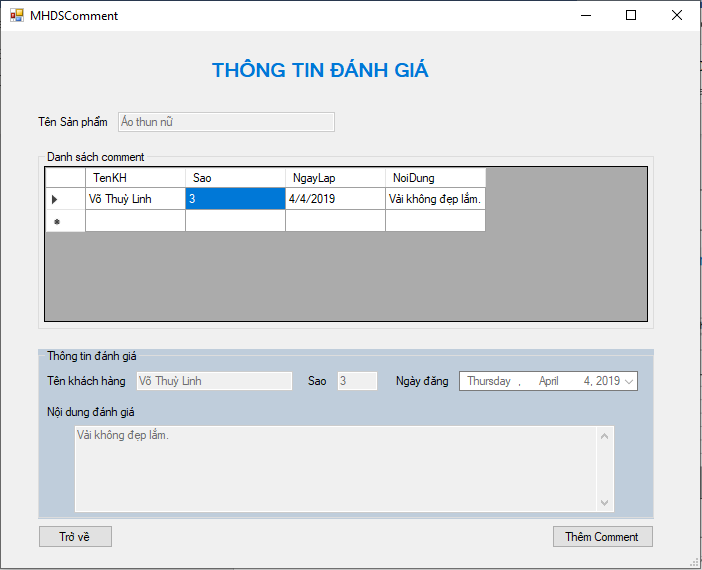 MHDSComment
THÔNG TIN ĐÁNH GIÁ
Tên Sản phẩm Áo thun nữ
Danh sách comment
TenKH Sao NgayLap NoiDung
Võ Thuỳ Linh 3 4/4/2019 Vải không đẹp lắm.
Thông tin đánh giá
Tên khách hàng Võ Thuỳ Linh Sao 3 Ngày đăng Thursday , April 4, 2019
Nội dung đánh giá
Vải không đẹp lắm.
Trở về Thêm Comment